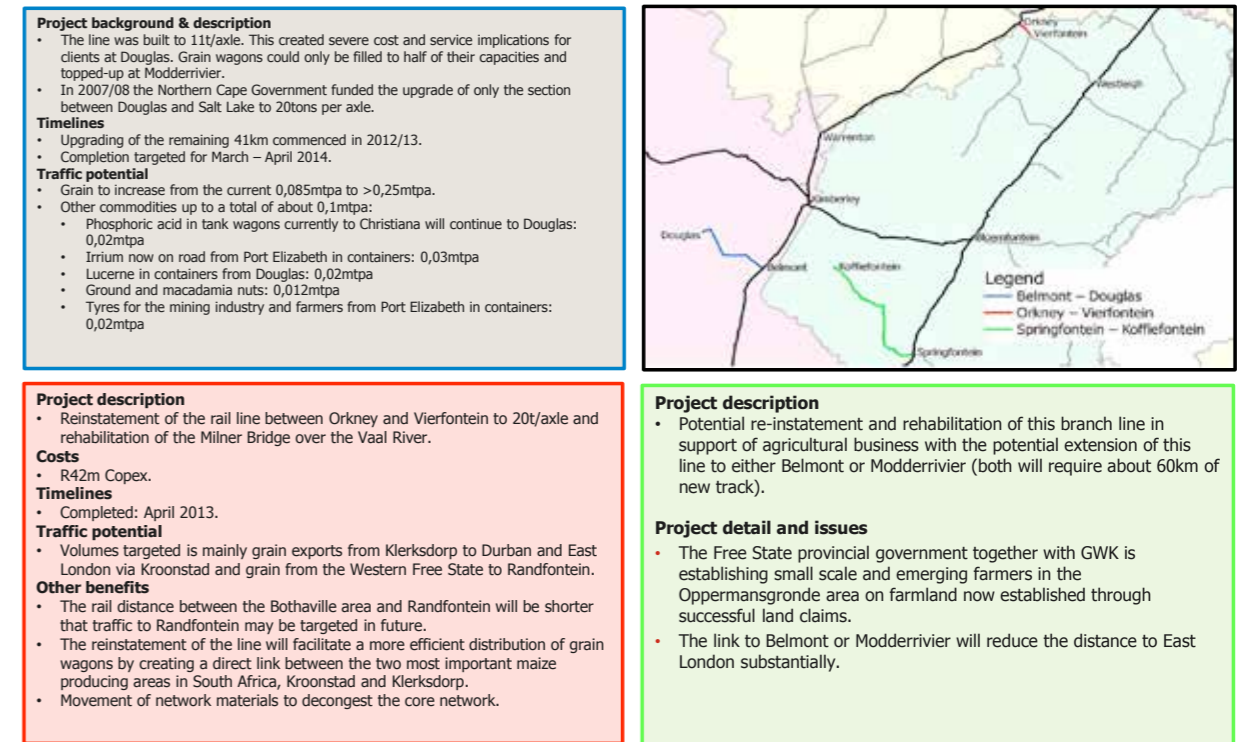 Project background & description
• The line was built to 11t/axle. This created severe cost and service implications for
clients at Douglas. Grain wagons could only be filled to half of their capacities and
topped-up at Modderrivier.
• In 2007/08 the Northern Cape Government funded the upgrade of only the section
between Douglas and Salt Lake to 20tons per axle.
Timelines
• Upgrading of the remaining 41km commenced in 2012/13.
• Completion targeted for March – April 2014.
Traffic potential
• Grain to increase from the current 0,085mtpa to >0,25mtpa.
• Other commodities up to a total of about 0,1mtpa:
• Phosphoric acid in tank wagons currently to Christiana will continue to Douglas:
0,02mtpa
• Irrium now on road from Port Elizabeth in containers: 0,03mtpa
• Lucerne in containers from Douglas: 0,02mtpa
• Ground and macadamia nuts: 0,012mtpa
• Tyres for the mining industry and farmers from Port Elizabeth in containers:
0,02mtpa
Orkney
Vierfontein
Westleigh
Warrenton
Kimberley
Douglas
Bloemfontein
Belmont
Koffiefontein
Springfontein
Legend
Belmont – Douglas
Orkney – Vierfontein
Springfontein – Koffiefontein
Project description
• Reinstatement of the rail line between Orkney and Vierfontein to 20t/axle and
rehabilitation of the Milner Bridge over the Vaal River.
Costs
• R42m Copex.
Timelines
• Completed: April 2013.
Traffic potential
• Volumes targeted is mainly grain exports from Klerksdorp to Durban and East
London via Kroonstad and grain from the Western Free State to Randfontein.
Other benefits
• The rail distance between the Bothaville area and Randfontein will be shorter
that traffic to Randfontein may be targeted in future.
• The reinstatement of the line will facilitate a more efficient distribution of grain
wagons by creating a direct link between the two most important maize
producing areas in South Africa, Kroonstad and Klerksdorp.
• Movement of network materials to decongest the core network.
Project description
• Potential re-instatement and rehabilitation of this branch line in
support of agricultural business with the potential extension of this
line to either Belmont or Modderrivier (both will require about 60km of
new track).
Project detail and issues
• The Free State provincial government together with GWK is
establishing small scale and emerging farmers in the
Oppermansgronde area on farmland now established through
successful land claims.
• The link to Belmont or Modderrivier will reduce the distance to East
London substantially.